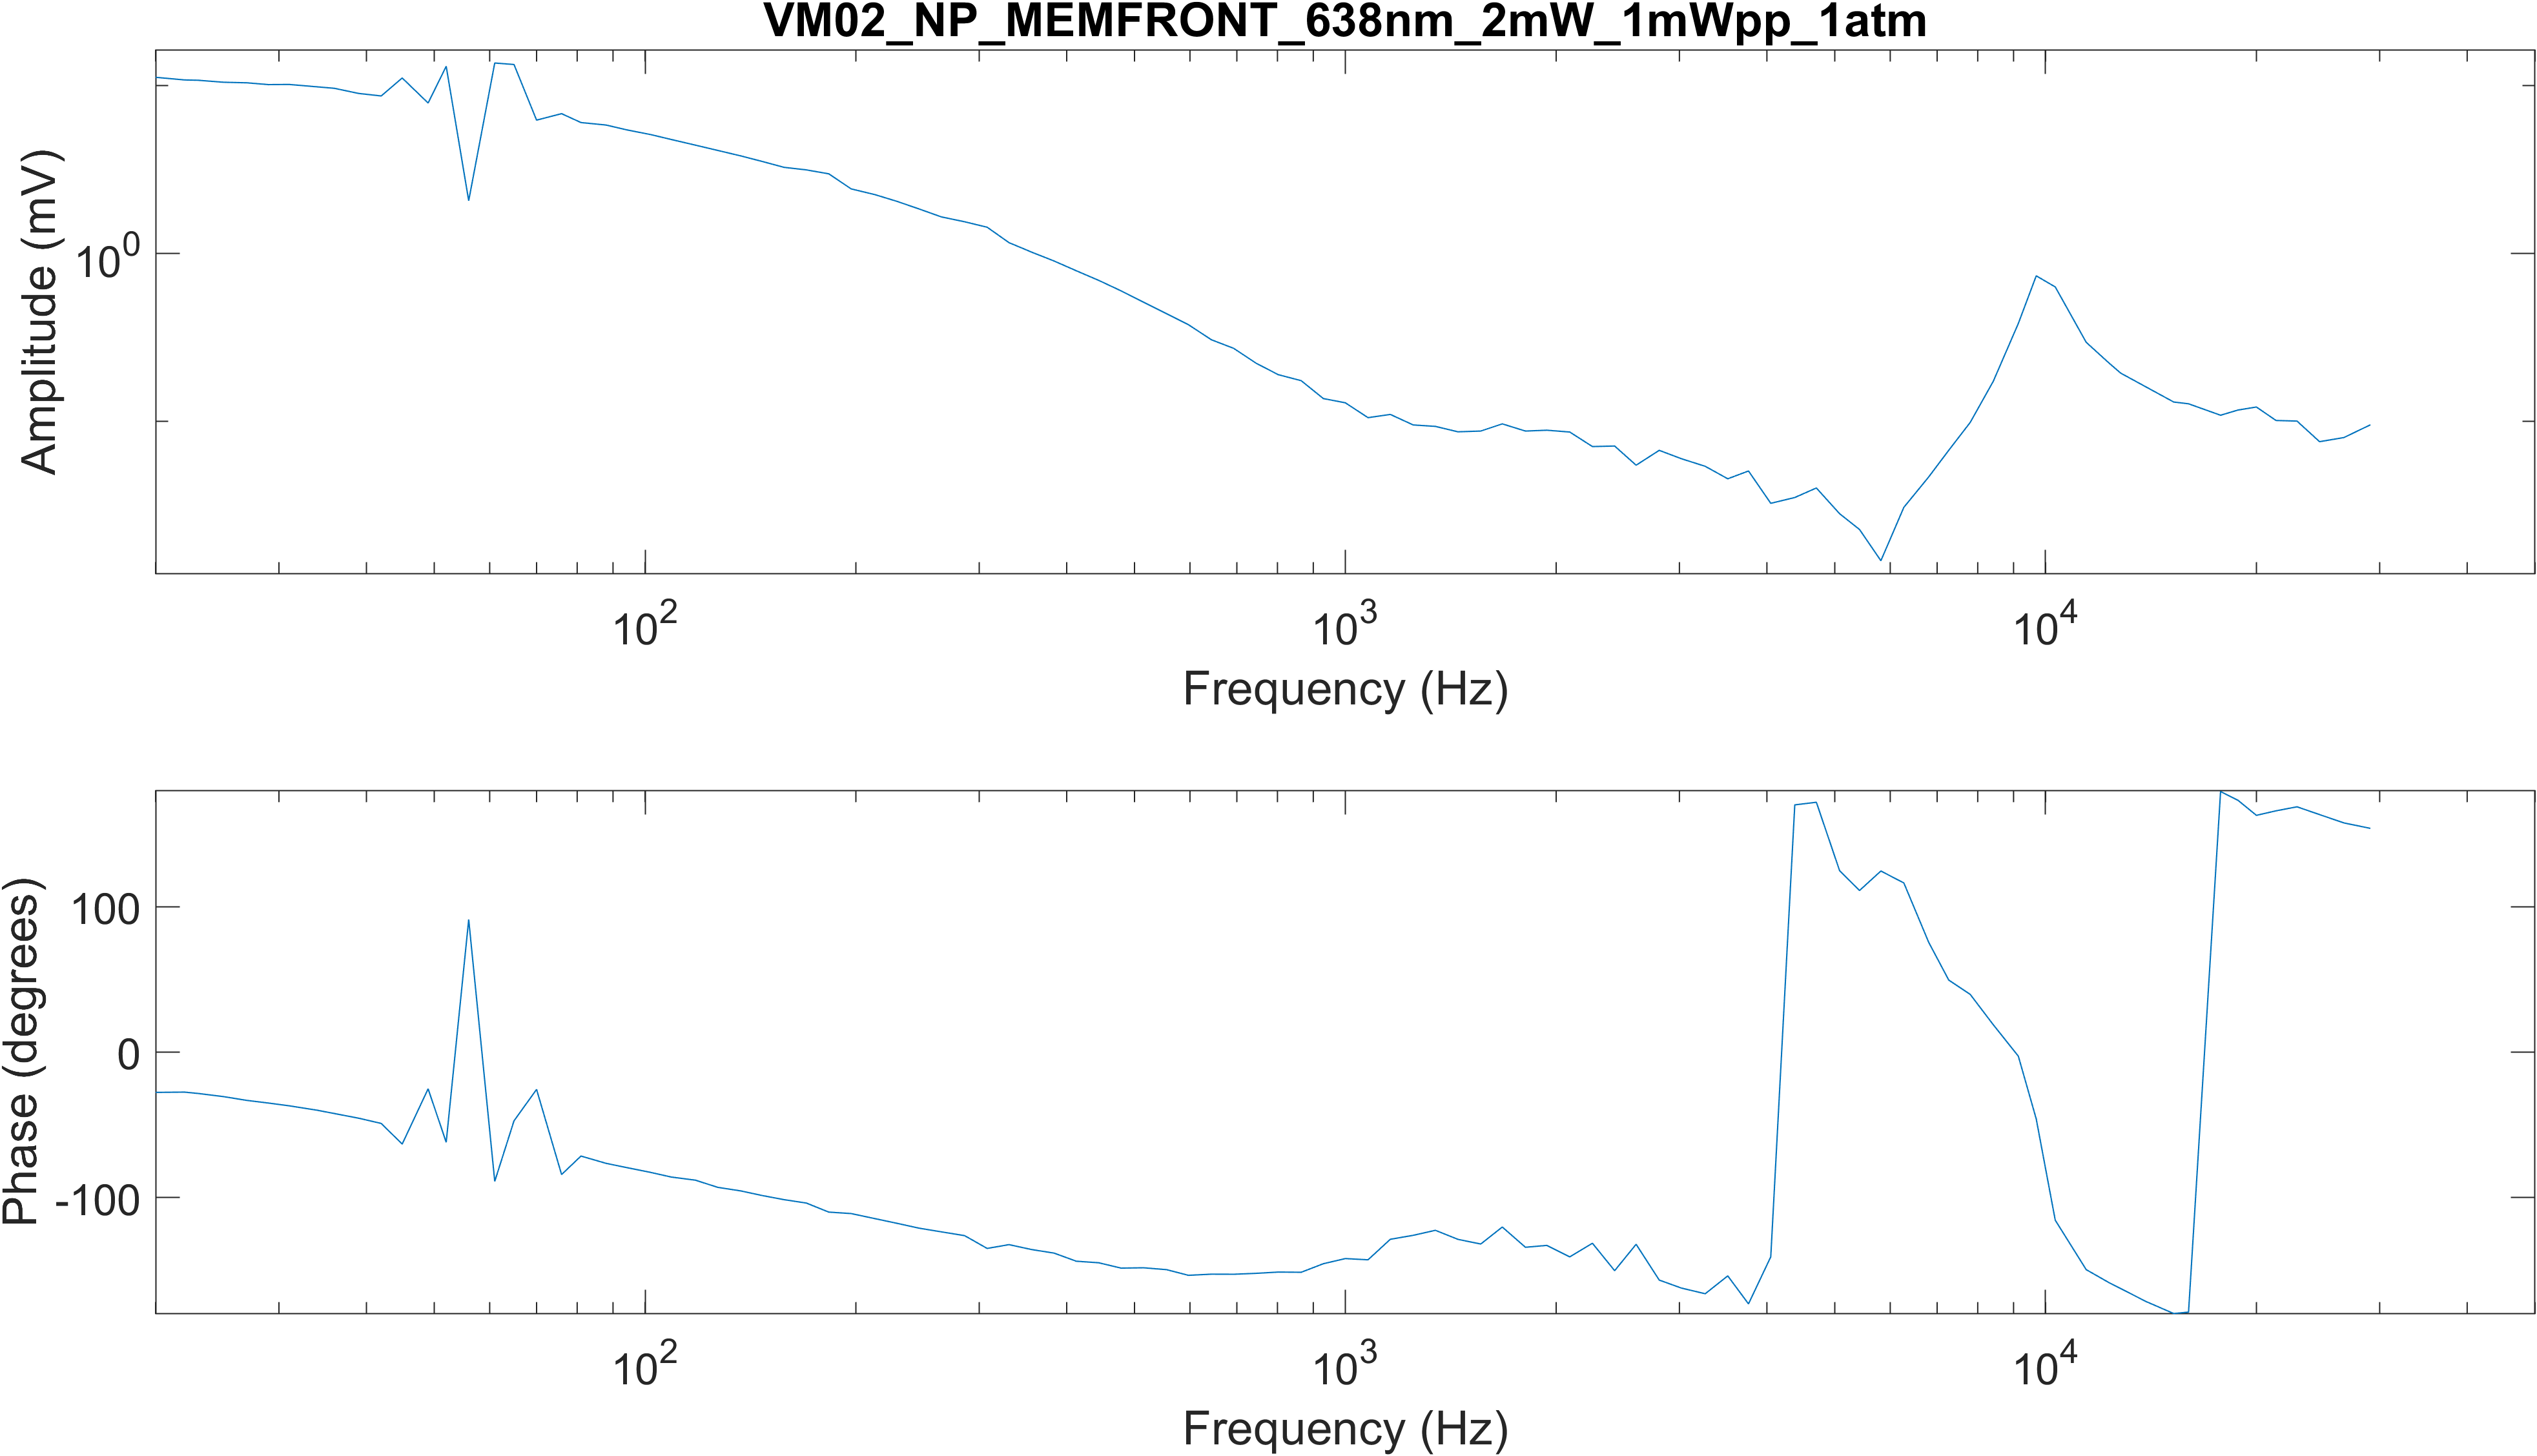 VM02_NP_MEMFRONT_638nm_2mW_1mWpp_1atm
Amplitude (mV)
10^0
10^2
10^3
10^4
Frequency (Hz)
Phase (degrees)
100
0
-100
10^2
10^3
10^4
Frequency (Hz)